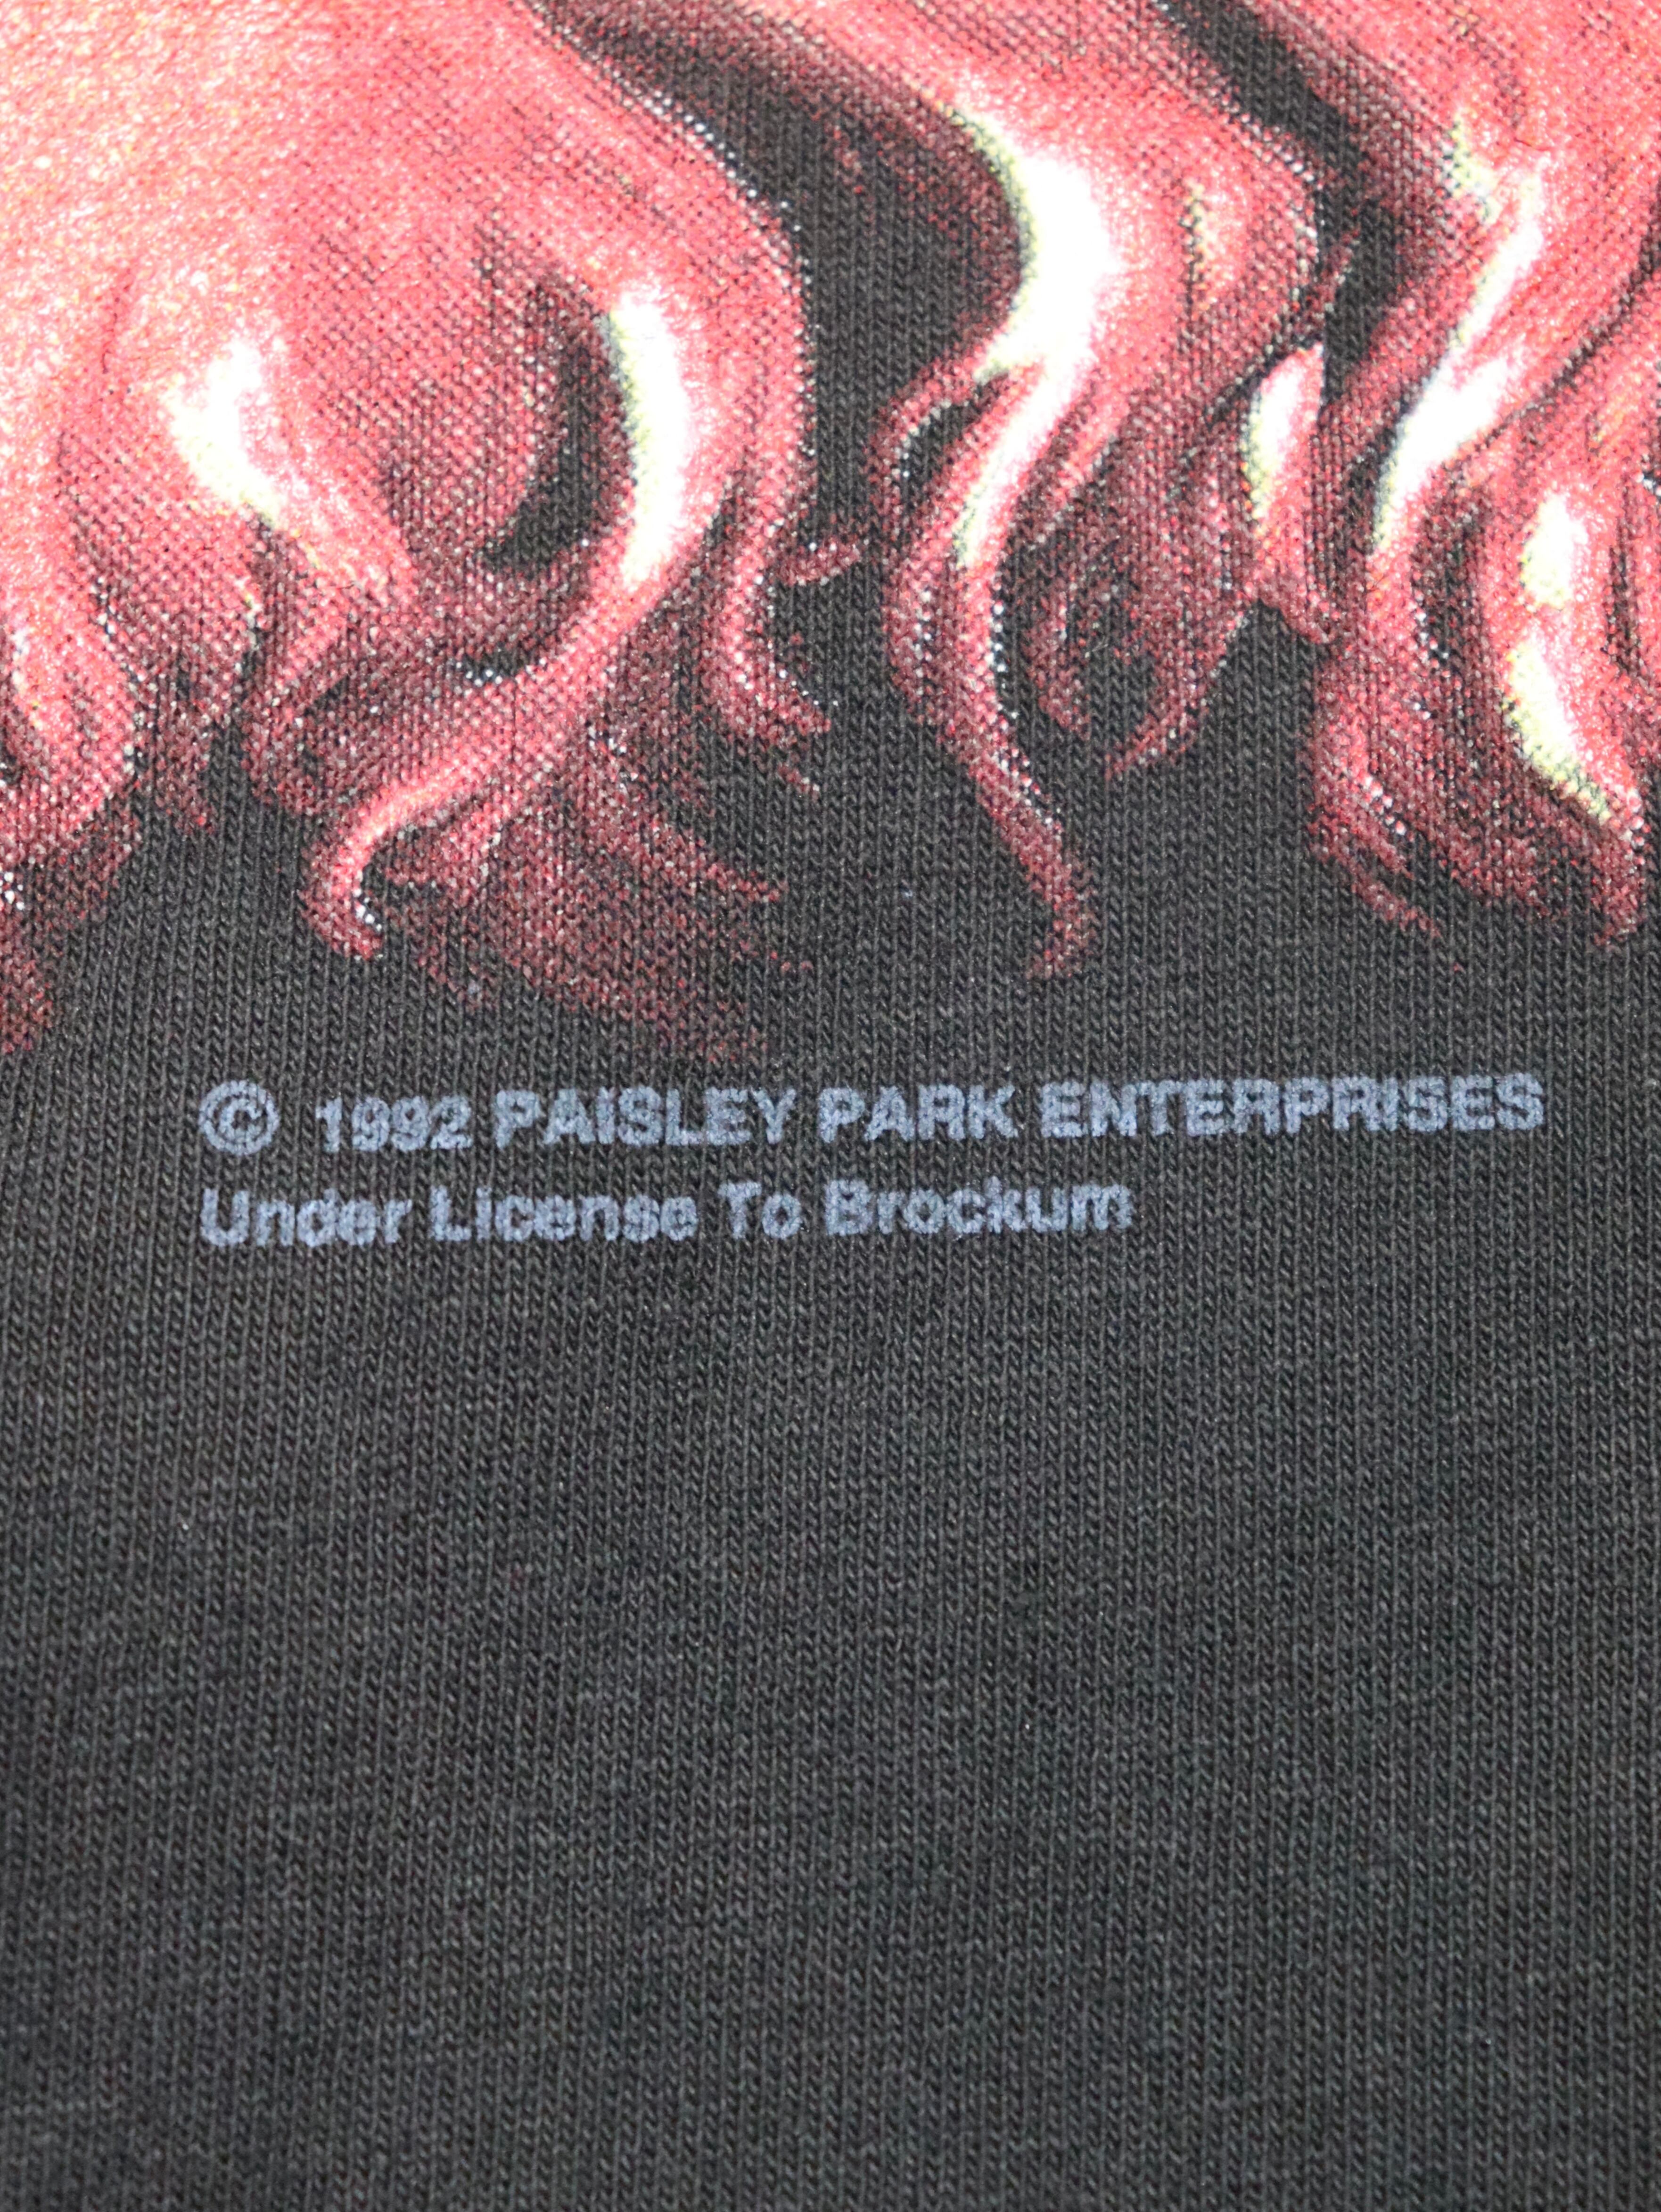 © 1992 PAISLEY PARK ENTERPRISES
Under License To Brockum